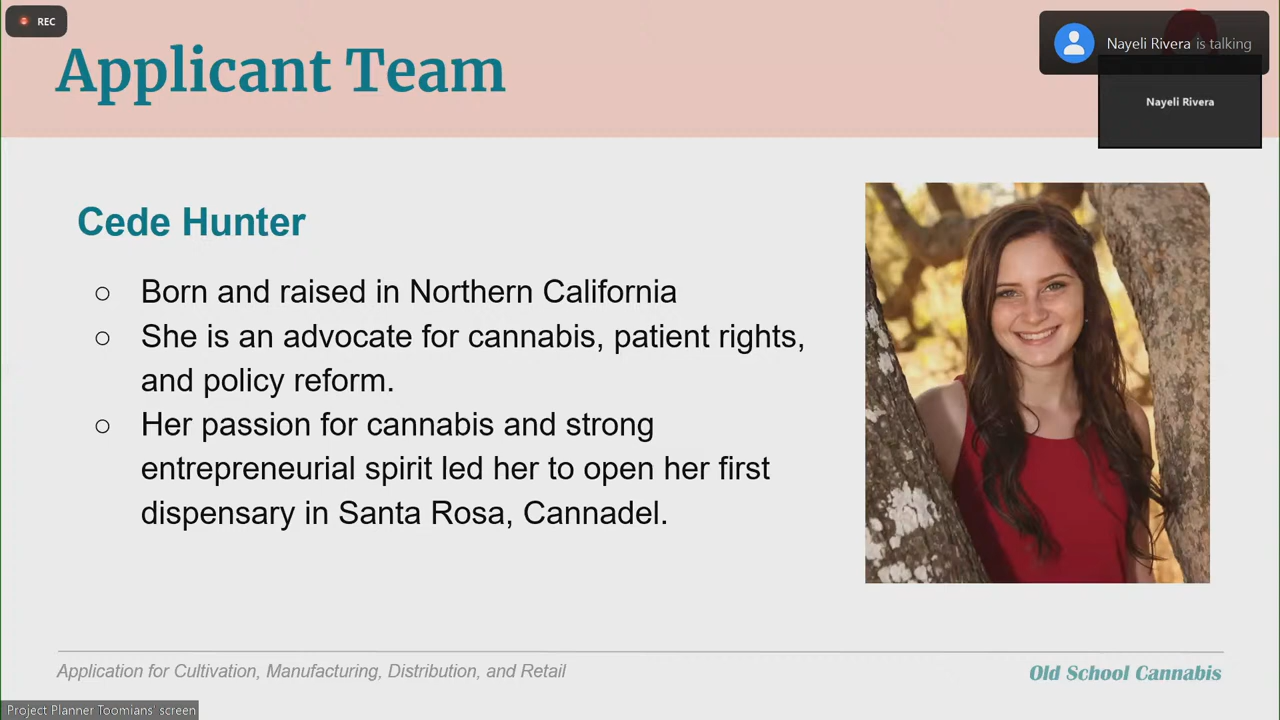 REC
Applicant Team
Nayeli Rivera is talking
Nayeli Rivera
Cede Hunter
○ Born and raised in Northern California
○ She is an advocate for cannabis, patient rights,
and policy reform.
○ Her passion for cannabis and strong
entrepreneurial spirit led her to open her first
dispensary in Santa Rosa, Cannadel.
Application for Cultivation, Manufacturing, Distribution, and Retail
Old School Cannabis
Project Planner Toomians' screen